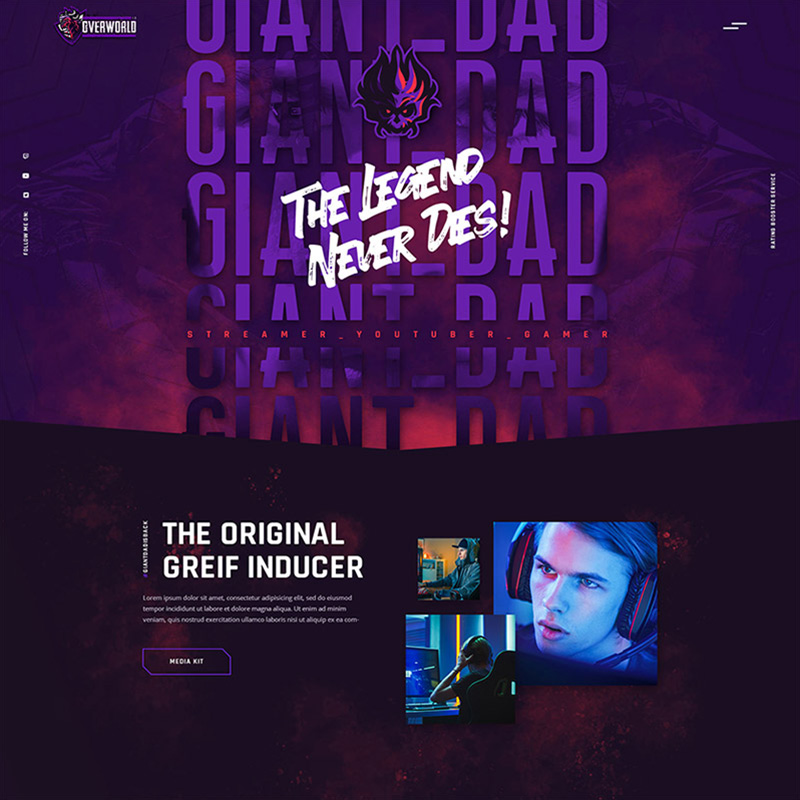 OVERWORLD
GIANT_DAD
GIANT_DAD
GIANT_DAD
THE LEGEND
NEVER DIES!
GIANT_DAD
STREAMER_YOUTUBER_GAMER
GIANT_DAD
GIANT_DAD
FOLLOW ME ON:
RATING BOOSTER SERVICE
#GIANTDADISBACK
THE ORIGINAL
GREIF INDUCER
Lorem ipsum dolor sit amet, consectetur adipisicing elit, sed do eiusmod
tempor incididunt ut labore et dolore magna aliqua. Ut enim ad minim
veniam, quis nostrud exercitation ullamco laboris nisi ut aliquip ex ea com-
MEDIA KIT